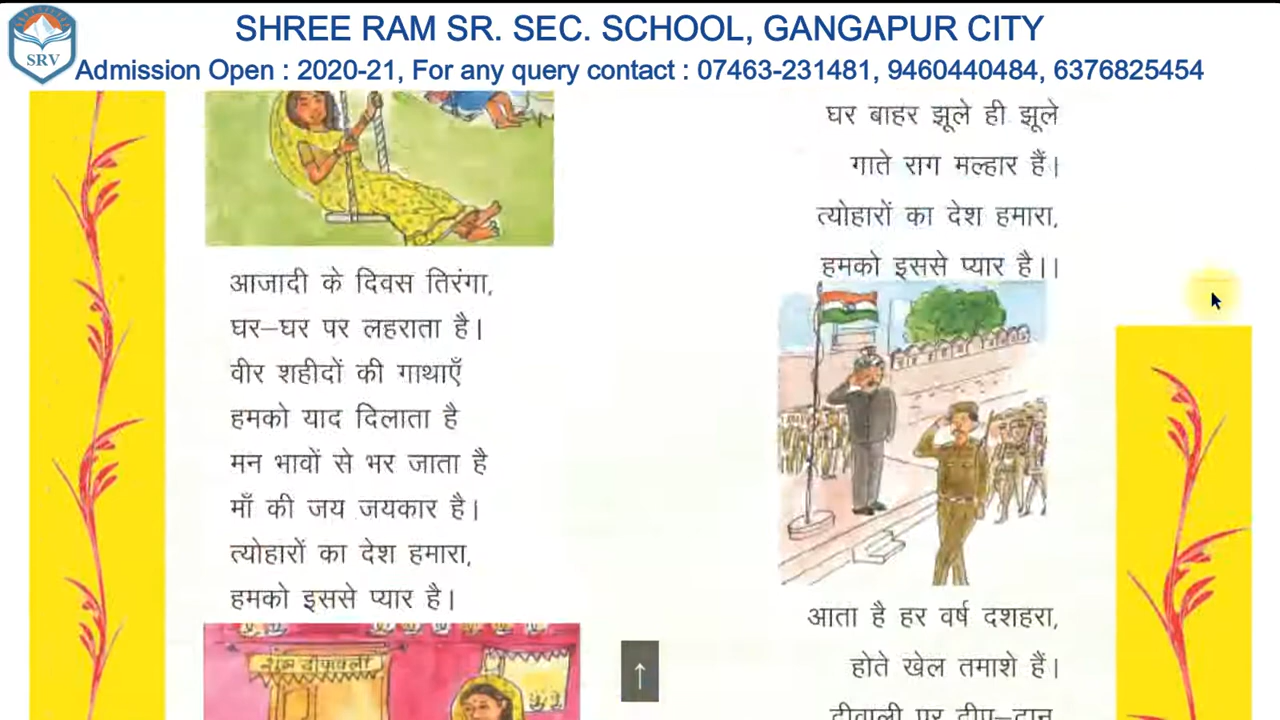 SHREE RAM SR. SEC. SCHOOL, GANGAPUR CITY
SRV
Admission Open : 2020-21, For any query contact : 07463-231481, 9460440484, 6376825454
घर बाहर झूले ही झूले
गाते राग मल्हार हैं।
त्योहारों का देश हमारा,
हमको इससे प्यार है।।
आजादी के दिवस तिरंगा,
घर–घर पर लहराता है।
वीर शहीदों की गाथाएँ
हमको याद दिलाता है
मन भावों से भर जाता है
माँ की जय जयकार है।
त्योहारों का देश हमारा,
हमको इससे प्यार है।
आता है हर वर्ष दशहरा,
होते खेल तमाशे हैं।
दीवाली पर दीप–दान